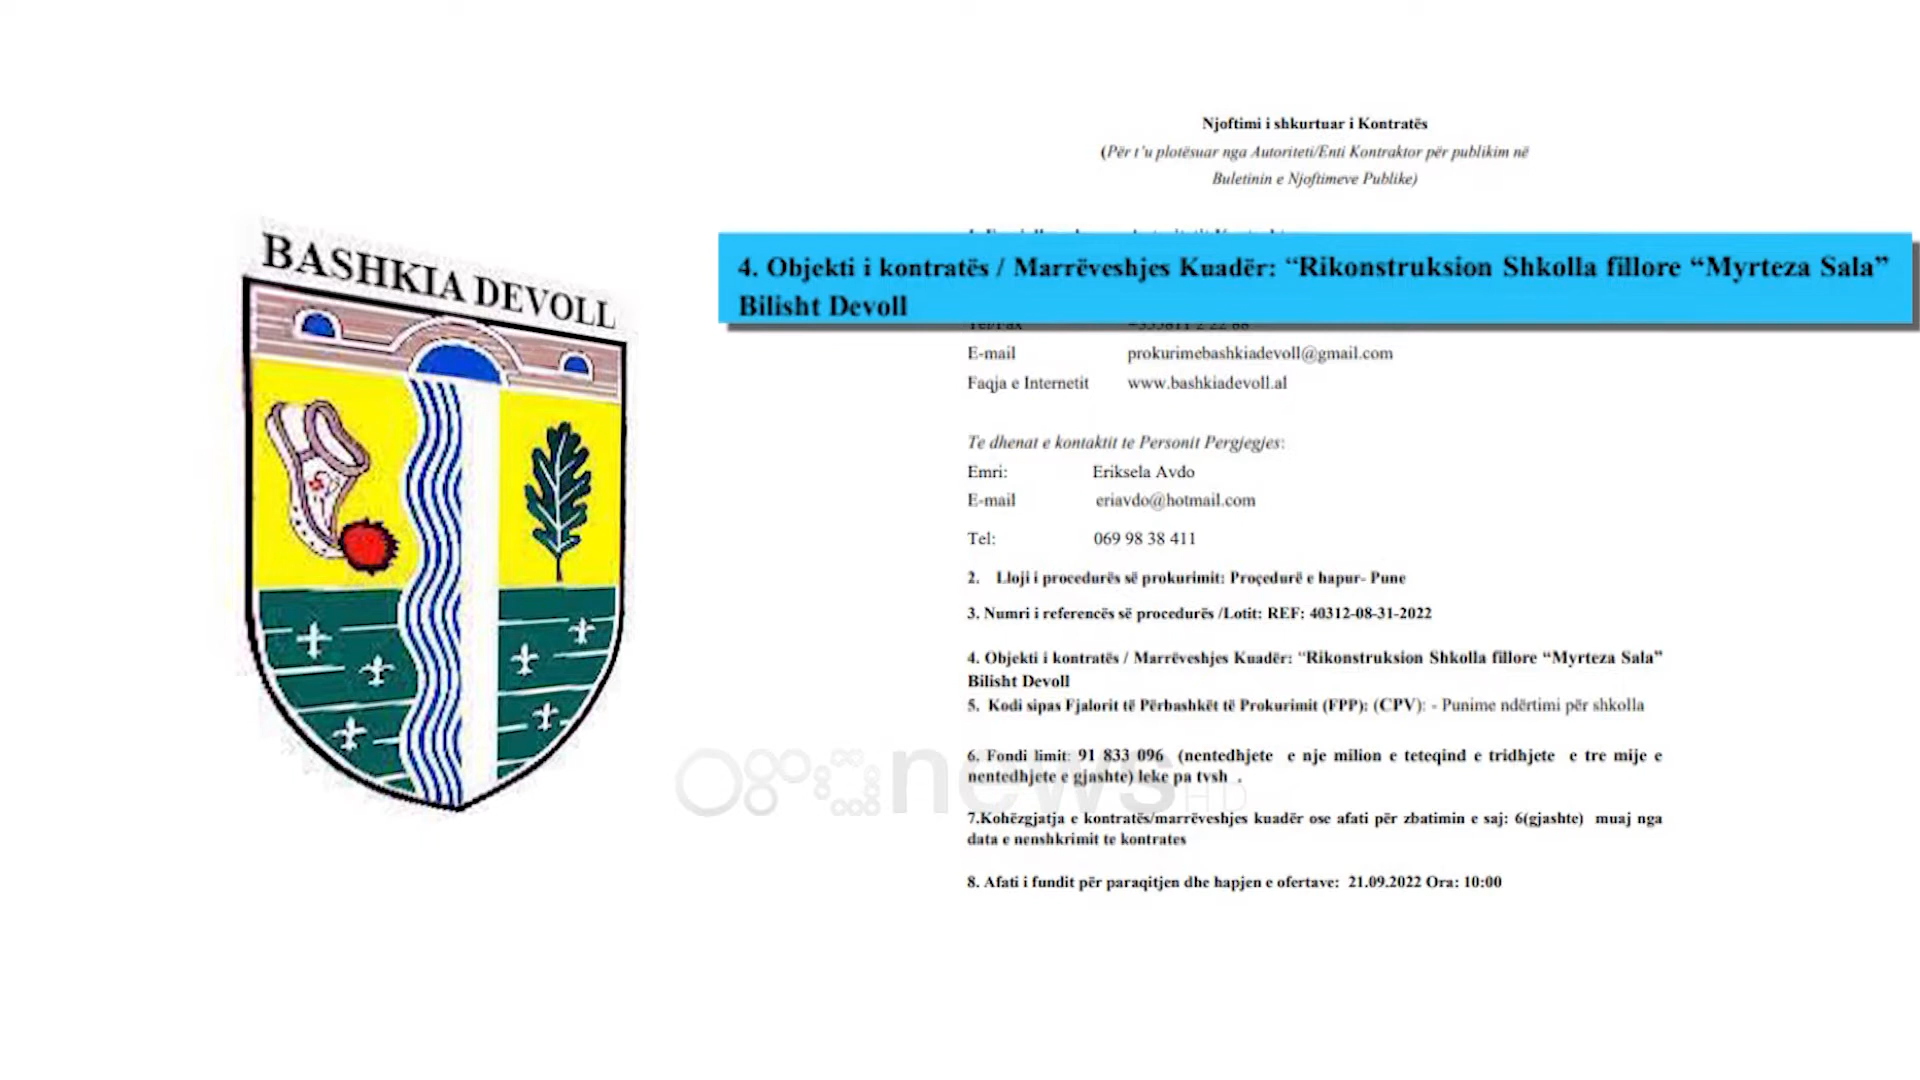 BASHKIA DEVOLL
Njoftimi i shkurtuar i Kontratës
(Për t'u plotësuar nga Autoriteti/Enti Kontraktor për publikim në
Buletinin e Njoftimeve Publike)
4. Objekti i kontratës / Marrëveshjes Kuadër: “Rikonstruksion Shkolla fillore “Myrteza Sala”
Bilisht Devoll
Tel/Fax
E-mail prokurimebashkiadevoll@gmail.com
Faqja e Internetit www.bashkiadevoll.al
Te dhenat e kontaktit te Personit Pergjegjes:
Emri: Eriksela Avdo
E-mail eriavdo@hotmail.com
Tel: 069 98 38 411
2. Lloji i procedurës së prokurimit: Proçedurë e hapur- Pune
3. Numri i referencës së procedurës /Lotit: REF: 40312-08-31-2022
4. Objekti i kontratës / Marrëveshjes Kuadër: “Rikonstruksion Shkolla fillore “Myrteza Sala”
Bilisht Devoll
5. Kodi sipas Fjalorit të Përbashkët të Prokurimit (FPP): (CPV): - Punime ndërtimi për shkolla
6. Fondi limit: 91 833 096 (nentedhjete e nje milion e teteqind e tridhjete e tre mije e
nentedhjete e gjashte) leke pa tvsh .
ora news HD
7.Kohëzgjatja e kontratës/marrëveshjes kuadër ose afati për zbatimin e saj: 6(gjashte) muaj nga
data e nenshkrimit te kontrates
8. Afati i fundit për paraqitjen dhe hapjen e ofertave: 21.09.2022 Ora: 10:00